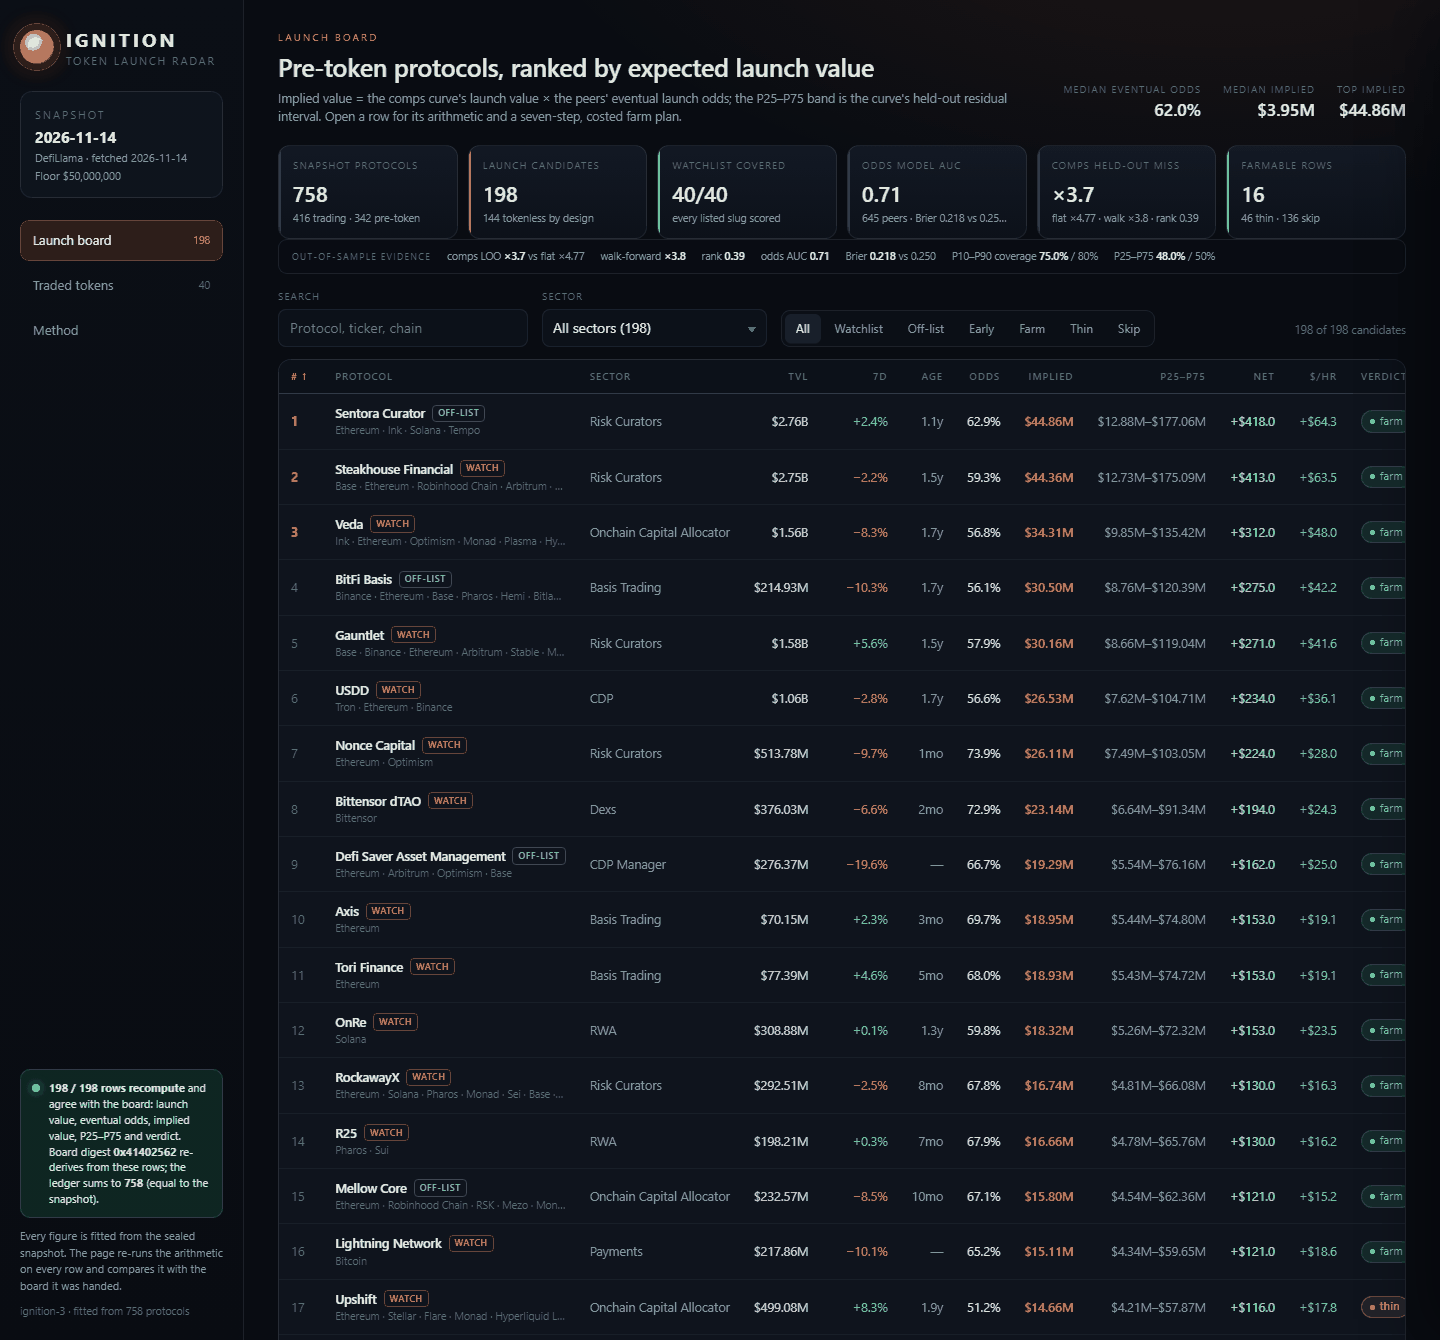 IGNITION
TOKEN LAUNCH RADAR
SNAPSHOT
2026-11-14
DefiLlama · fetched 2026-11-14
Floor $50,000,000
Launch board 198
Traded tokens 40
Method
198 / 198 rows recompute and
agree with the board: launch
value, eventual odds, implied
value, P25–P75 and verdict.
Board digest 0x41402562 re-
derives from these rows; the
ledger sums to 758 (equal to the
snapshot).
Every figure is fitted from the sealed
snapshot. The page re-runs the arithmetic
on every row and compares it with the
board it was handed.
ignition-3 · fitted from 758 protocols
LAUNCH BOARD
Pre-token protocols, ranked by expected launch value
Implied value = the comps curve's launch value × the peers' eventual launch odds; the P25–P75 band is the curve's held-out residual
interval. Open a row for its arithmetic and a seven-step, costed farm plan.
MEDIAN EVENTUAL ODDS MEDIAN IMPLIED TOP IMPLIED
62.0% $3.95M $44.86M
SNAPSHOT PROTOCOLS
758
416 trading · 342 pre-token
LAUNCH CANDIDATES
198
144 tokenless by design
WATCHLIST COVERED
40/40
every listed slug scored
ODDS MODEL AUC
0.71
645 peers · Brier 0.218 vs 0.25...
COMPS HELD-OUT MISS
×3.7
flat ×4.77 · walk ×3.8 · rank 0.39
FARMABLE ROWS
16
46 thin · 136 skip
OUT-OF-SAMPLE EVIDENCE comps LOO ×3.7 vs flat ×4.77 walk-forward ×3.8 rank 0.39 odds AUC 0.71 Brier 0.218 vs 0.250 P10–P90 coverage 75.0% / 80% P25–P75 48.0% / 50%
SEARCH SECTOR
Protocol, ticker, chain All sectors (198) All Watchlist Off-list Early Farm Thin Skip 198 of 198 candidates
# 1 PROTOCOL SECTOR TVL 7D AGE ODDS IMPLIED P25–P75 NET $/HR VERDICT
1 Sentora Curator OFF-LIST Risk Curators $2.76B +2.4% 1.1y 62.9% $44.86M $12.88M–$177.06M +$418.0 +$64.3 farm
Ethereum · Ink · Solana · Tempo
2 Steakhouse Financial WATCH Risk Curators $2.75B −2.2% 1.5y 59.3% $44.36M $12.73M–$175.09M +$413.0 +$63.5 farm
Base · Ethereum · Robinhood Chain · Arbitrum · ...
3 Veda WATCH Onchain Capital Allocator $1.56B −8.3% 1.7y 56.8% $34.31M $9.85M–$135.42M +$312.0 +$48.0 farm
Ink · Ethereum · Optimism · Monad · Plasma · Hy...
4 BitFi Basis OFF-LIST Basis Trading $214.93M −10.3% 1.7y 56.1% $30.50M $8.76M–$120.39M +$275.0 +$42.2 farm
Binance · Ethereum · Base · Pharos · Hemi · Bitla...
5 Gauntlet WATCH Risk Curators $1.58B +5.6% 1.5y 57.9% $30.16M $8.66M–$119.04M +$271.0 +$41.6 farm
Base · Binance · Ethereum · Arbitrum · Stable · M...
6 USDD WATCH CDP $1.06B −2.8% 1.7y 56.6% $26.53M $7.62M–$104.71M +$234.0 +$36.1 farm
Tron · Ethereum · Binance
7 Nonce Capital WATCH Risk Curators $513.78M −9.7% 1mo 73.9% $26.11M $7.49M–$103.05M +$224.0 +$28.0 farm
Ethereum · Optimism
8 Bittensor dTAO WATCH Dexs $376.03M −6.6% 2mo 72.9% $23.14M $6.64M–$91.34M +$194.0 +$24.3 farm
Bittensor
9 Defi Saver Asset Management OFF-LIST CDP Manager $276.37M −19.6% — 66.7% $19.29M $5.54M–$76.16M +$162.0 +$25.0 farm
Ethereum · Arbitrum · Optimism · Base
10 Axis WATCH Basis Trading $70.15M +2.3% 3mo 69.7% $18.95M $5.44M–$74.80M +$153.0 +$19.1 farm
Ethereum
11 Tori Finance WATCH Basis Trading $77.39M +4.6% 5mo 68.0% $18.93M $5.43M–$74.72M +$153.0 +$19.1 farm
Ethereum
12 OnRe WATCH RWA $308.88M +0.1% 1.3y 59.8% $18.32M $5.26M–$72.32M +$153.0 +$23.5 farm
Solana
13 RockawayX WATCH Risk Curators $292.51M −2.5% 8mo 67.8% $16.74M $4.81M–$66.08M +$130.0 +$16.3 farm
Ethereum · Solana · Pharos · Monad · Sei · Base ·...
14 R25 WATCH RWA $198.21M +0.3% 7mo 67.9% $16.66M $4.78M–$65.76M +$130.0 +$16.2 farm
Pharos · Sui
15 Mellow Core OFF-LIST Onchain Capital Allocator $232.57M −8.5% 10mo 67.1% $15.80M $4.54M–$62.36M +$121.0 +$15.2 farm
Ethereum · Robinhood Chain · RSK · Mezo · Mon...
16 Lightning Network WATCH Payments $217.86M −10.1% — 65.2% $15.11M $4.34M–$59.65M +$121.0 +$18.6 farm
Bitcoin
17 Upshift WATCH Onchain Capital Allocator $499.08M +8.3% 1.9y 51.2% $14.66M $4.21M–$57.87M +$116.0 +$17.8 thin
Ethereum · Stellar · Flare · Monad · Hyperliquid L...